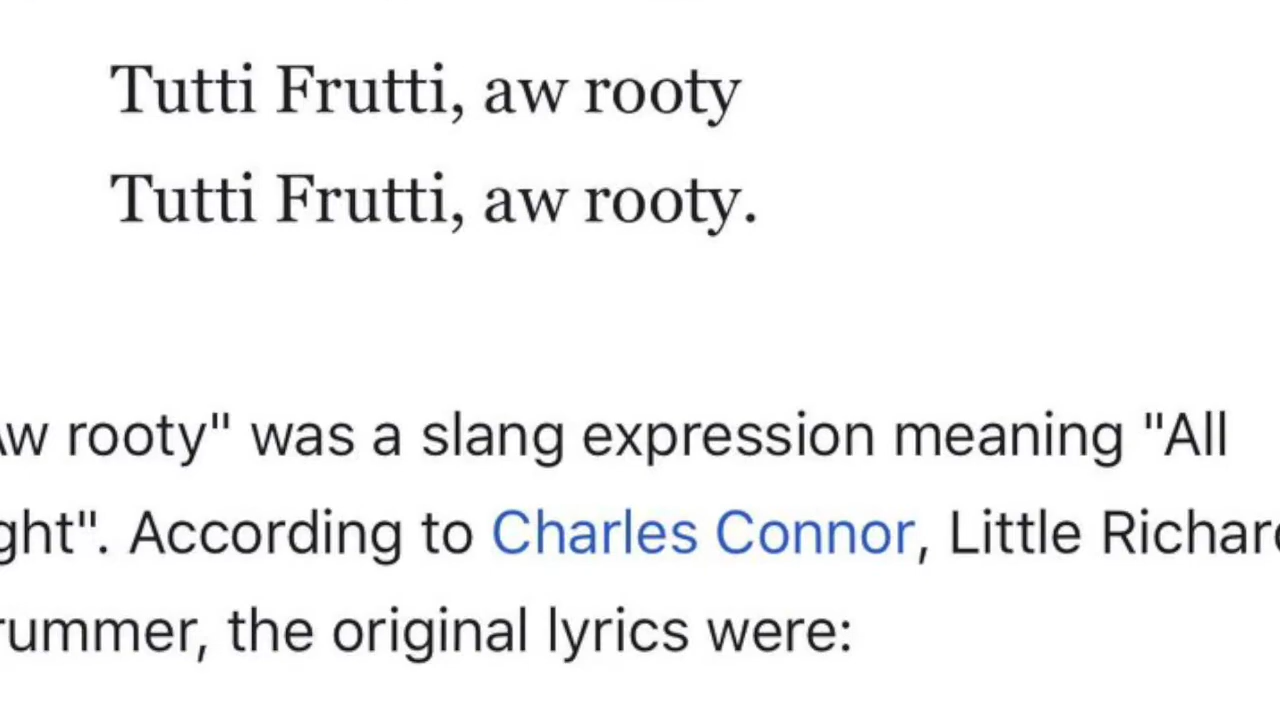 Tutti Frutti, aw rooty
Tutti Frutti, aw rooty.
w rooty" was a slang expression meaning "All
ght". According to Charles Connor, Little Richar
rummer, the original lyrics were: